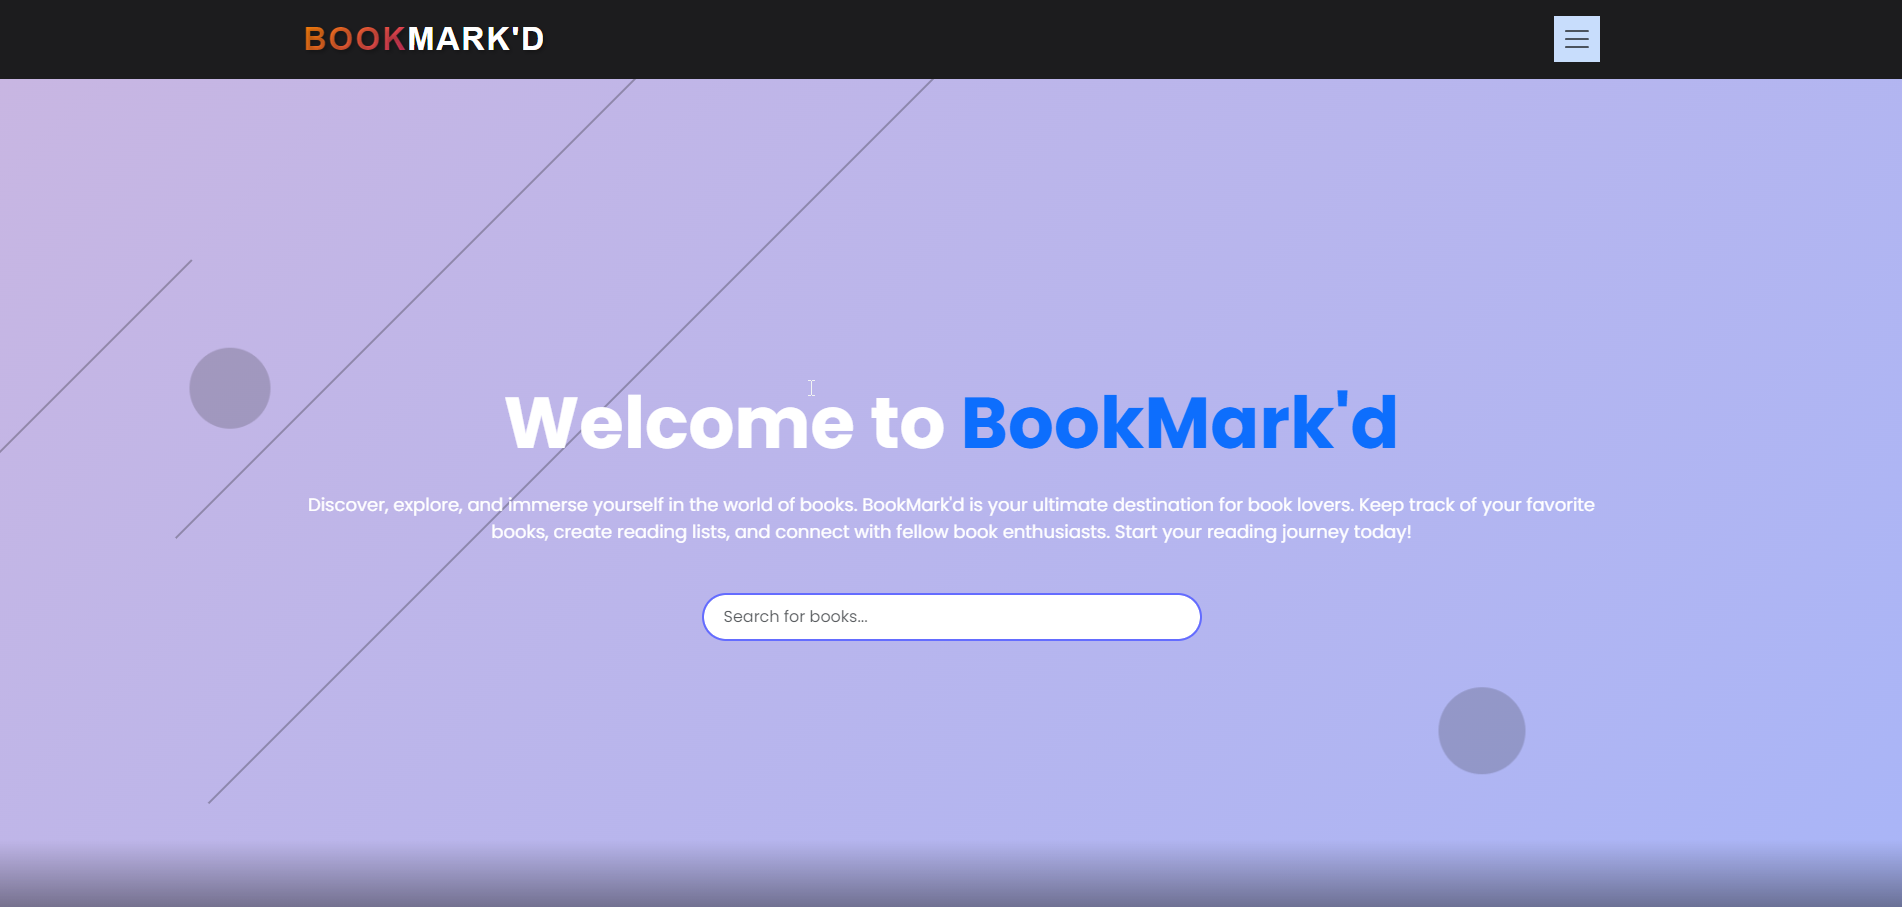 BOOKMARK'D
Welcome to BookMark'd
Discover, explore, and immerse yourself in the world of books. BookMark'd is your ultimate destination for book lovers. Keep track of your favorite
books, create reading lists, and connect with fellow book enthusiasts. Start your reading journey today!
Search for books...